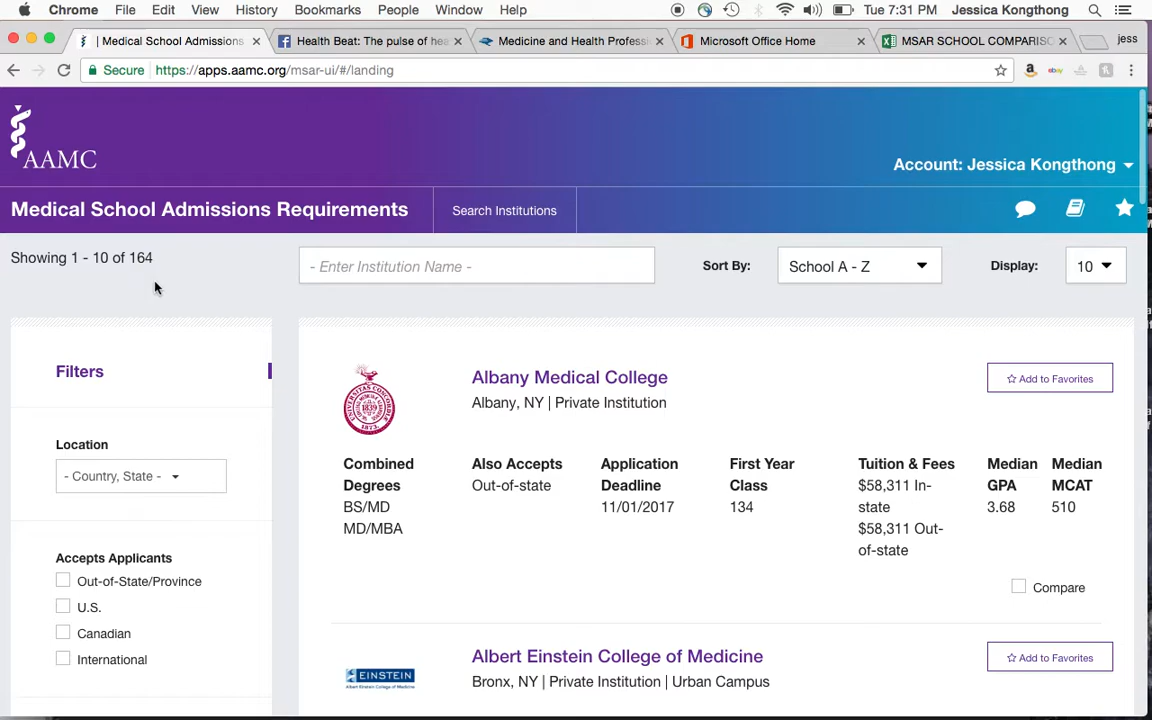 Chrome File Edit View History Bookmarks People Window Help Tue 7:31 PM Jessica Kongthong
| Medical School Admissions Health Beat: The pulse of hea Medicine and Health Profess Microsoft Office Home MSAR SCHOOL COMPARISO jess
Secure https://apps.aamc.org/msar-ui/#/landing
AAMC
Account: Jessica Kongthong
Medical School Admissions Requirements Search Institutions
Showing 1 - 10 of 164 - Enter Institution Name - Sort By: School A - Z Display: 10
Filters
Location
- Country, State -
Accepts Applicants
Out-of-State/Province
U.S.
Canadian
International
Albany Medical College Add to Favorites
Albany, NY | Private Institution
Combined Also Accepts Application First Year Tuition & Fees Median Median
Degrees Out-of-state Deadline Class $58,311 In- GPA MCAT
BS/MD 11/01/2017 134 state 3.68 510
MD/MBA $58,311 Out-
of-state
Compare
Albert Einstein College of Medicine Add to Favorites
EINSTEIN Bronx, NY | Private Institution | Urban Campus
Albert Einstein College of Medicine